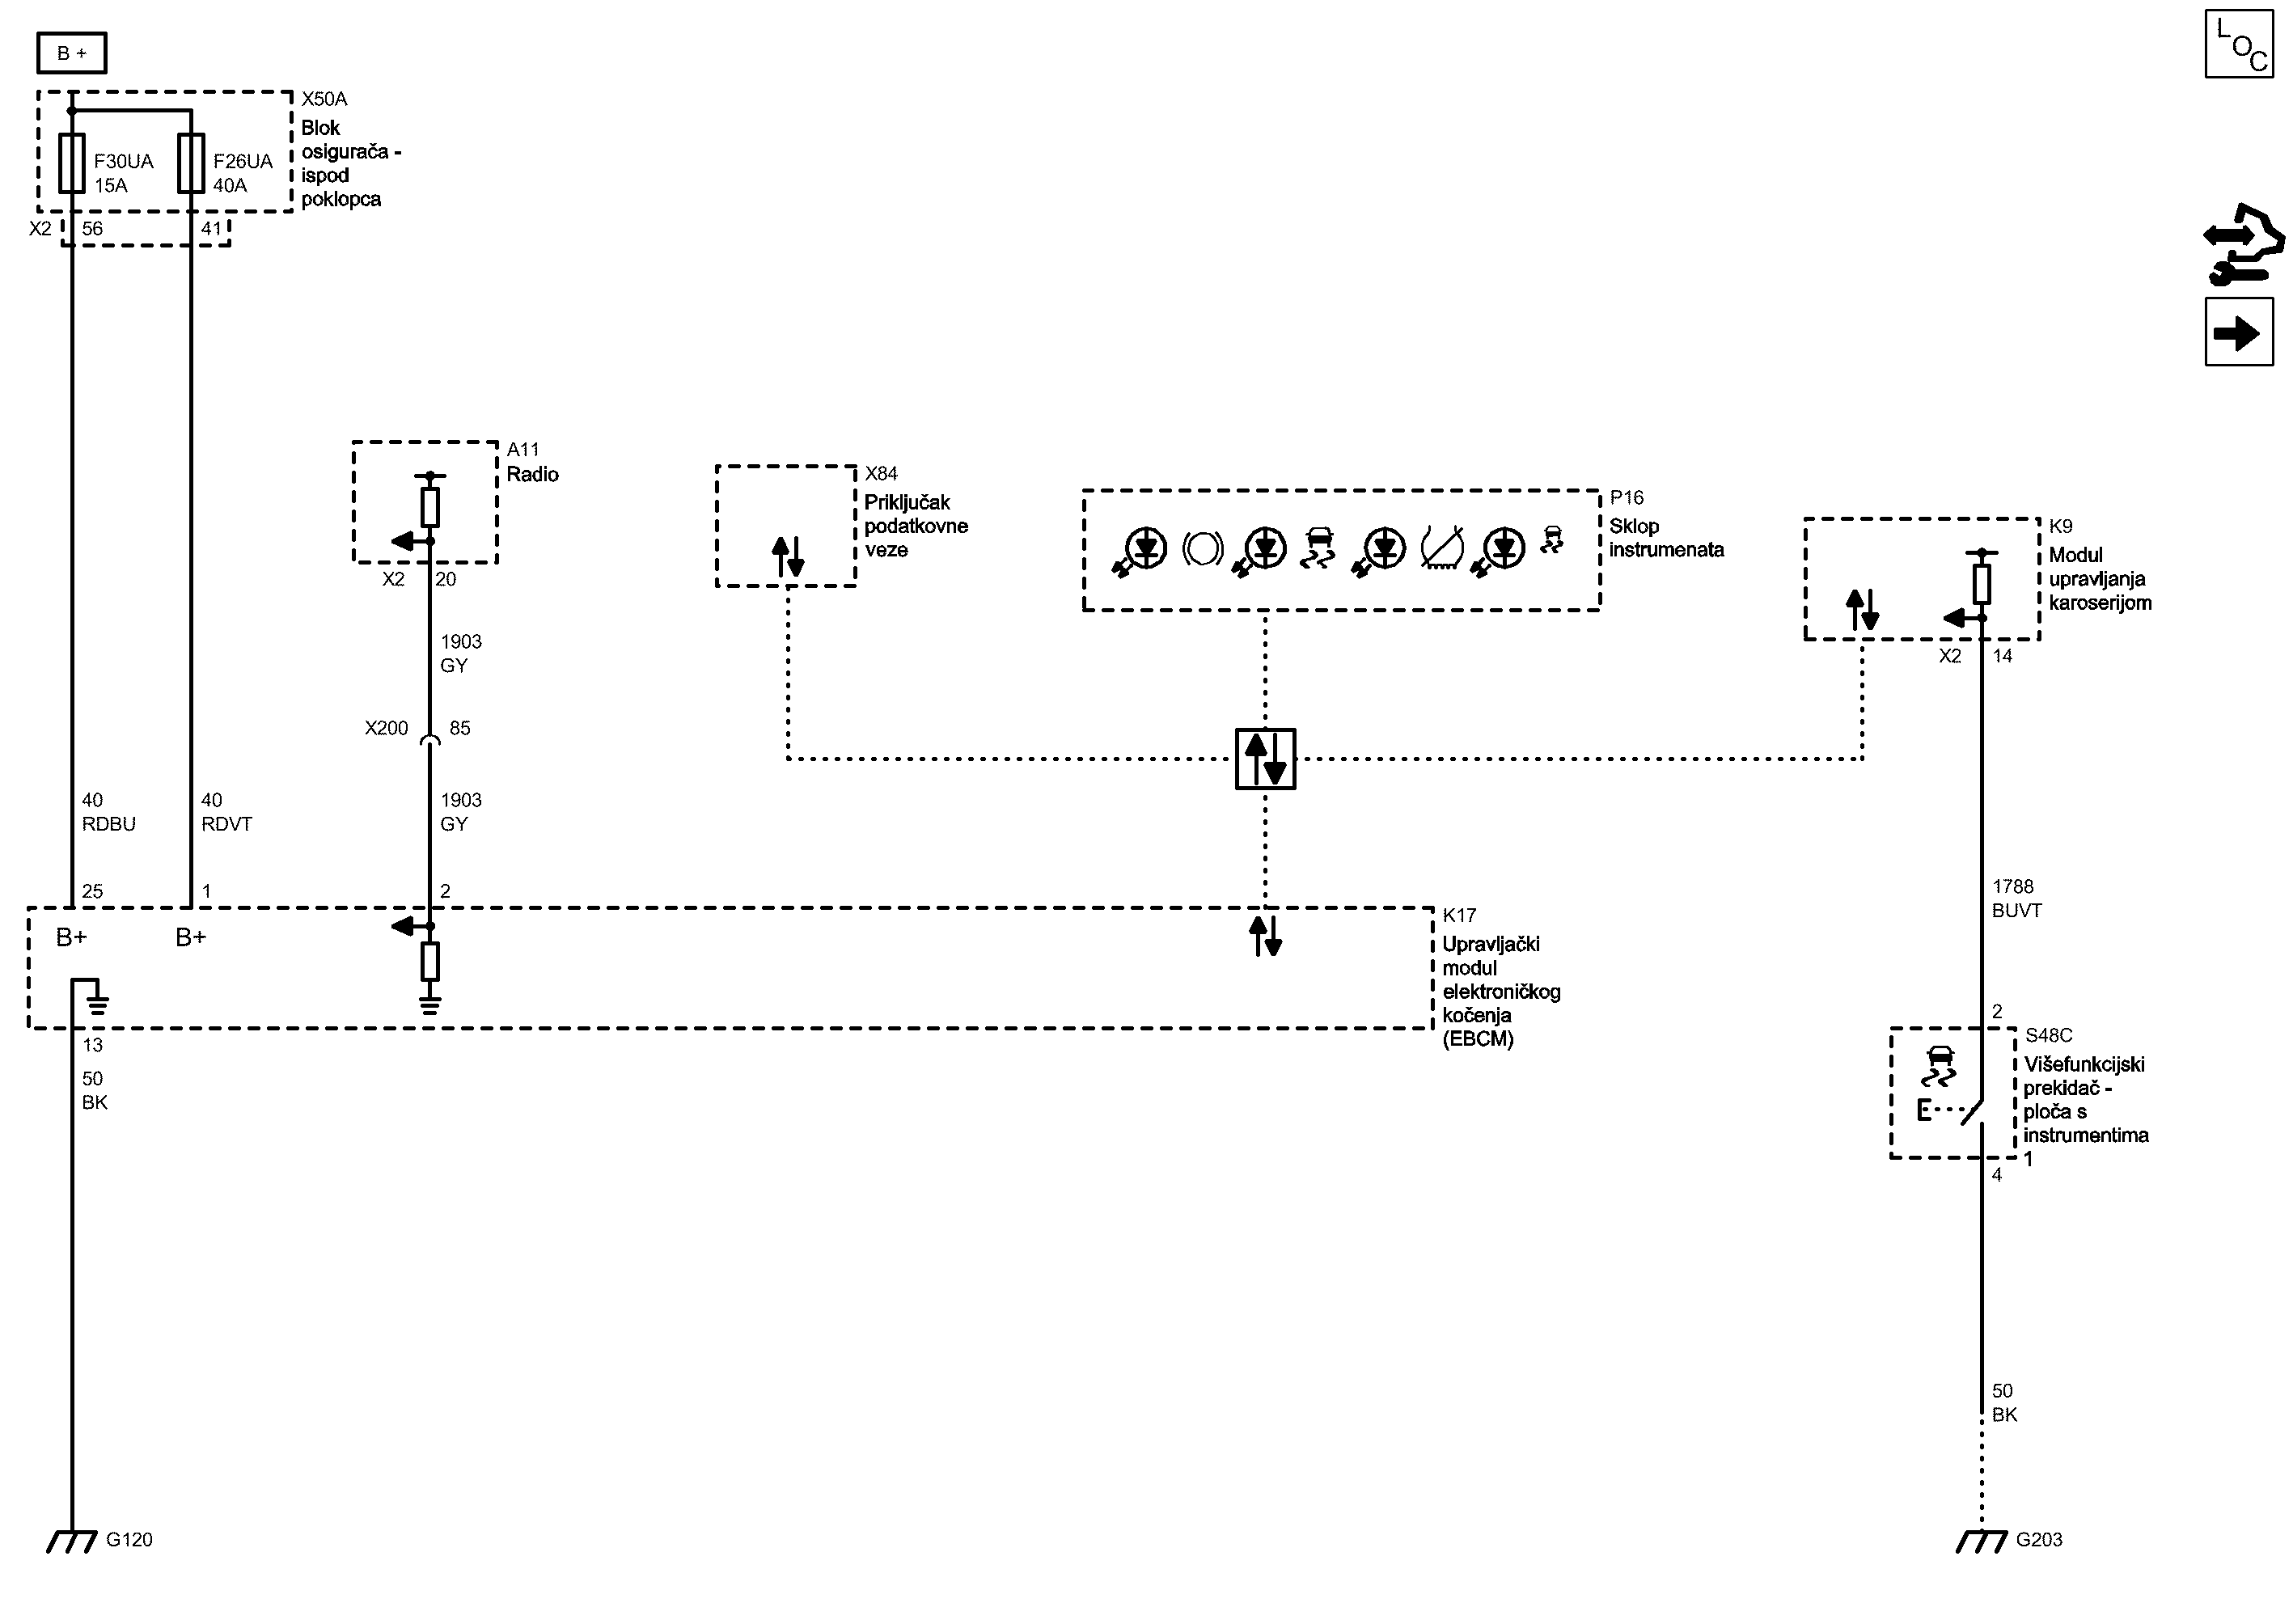 B +
LOC
X50A
Blok
osigurača -
ispod
poklopca
F30UA
15A
F26UA
40A
X2
56
41
A11
Radio
X2
20
1903
GY
X200
85
1903
GY
X84
Priključak
podatkovne
veze
P16
Sklop
instrumenata
K9
Modul
upravljanja
karoserijom
X2
14
40
RDBU
40
RDVT
25
1
2
B+
B+
K17
Upravljački
modul
elektroničkog
kočenja
(EBCM)
13
50
BK
1788
BUVT
2
S48C
Višefunkcijski
prekidač -
ploča s
instrumentima
1
4
50
BK
G120
G203